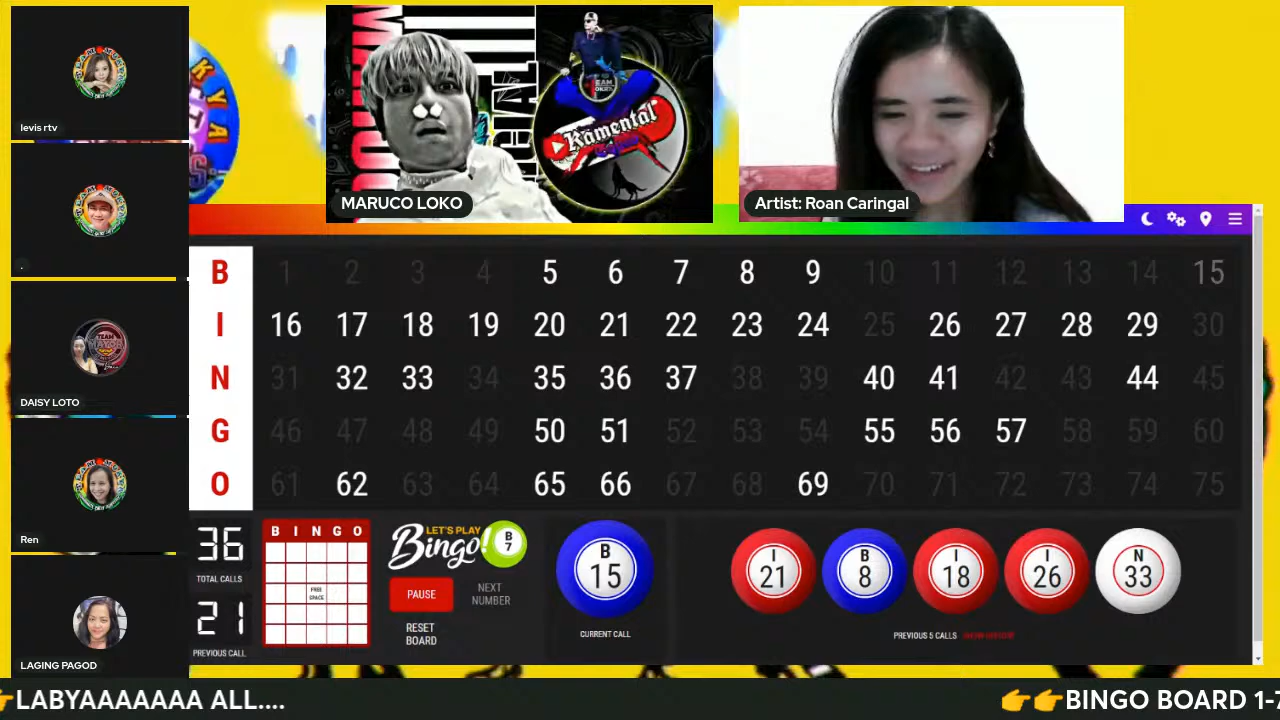 levis rtv
.
DAISY LOTO
Ren
LAGING PAGOD
MARUCO LOKO
Kamental
Artist: Roan Caringal
B 1 2 3 4 5 6 7 8 9 10 11 12 13 14 15
I 16 17 18 19 20 21 22 23 24 25 26 27 28 29 30
N 31 32 33 34 35 36 37 38 39 40 41 42 43 44 45
G 46 47 48 49 50 51 52 53 54 55 56 57 58 59 60
O 61 62 63 64 65 66 67 68 69 70 71 72 73 74 75
36
TOTAL CALLS
21
PREVIOUS CALL
B I N G O
FREE
SPACE
LET'S PLAY
Bingo!
B
7
PAUSE
NEXT
NUMBER
RESET
BOARD
B
15
CURRENT CALL
I
21
B
8
I
18
I
26
N
33
PREVIOUS 5 CALLS
👉LABYAAAAAAA ALL....
👉👉BINGO BOARD 1-7